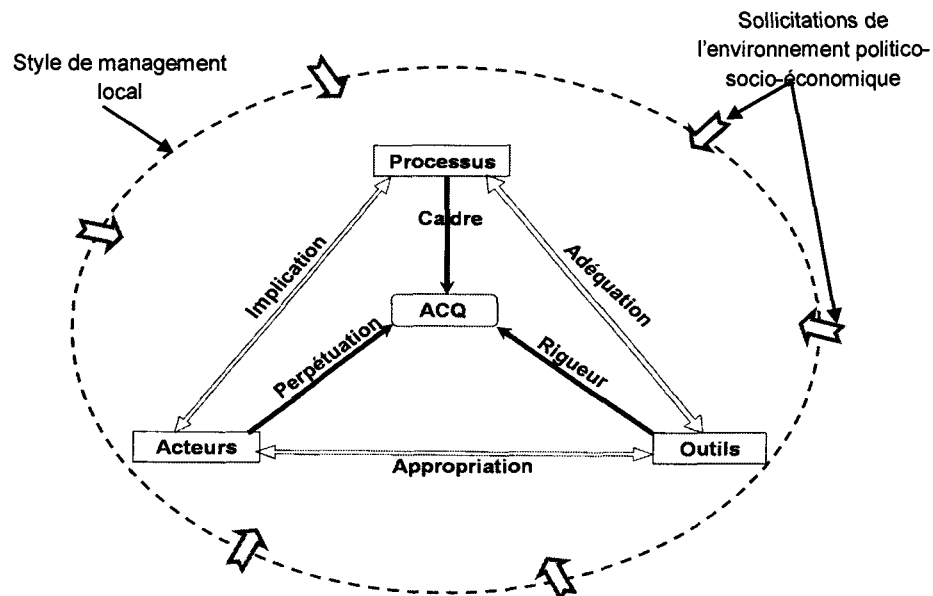 Sollicitations de
l'environnement politico-
socio-économique
Style de management
local
Processus
Cadre
Implication
Adéquation
ACQ
Perpétuation
Rigueur
Acteurs
Outils
Appropriation